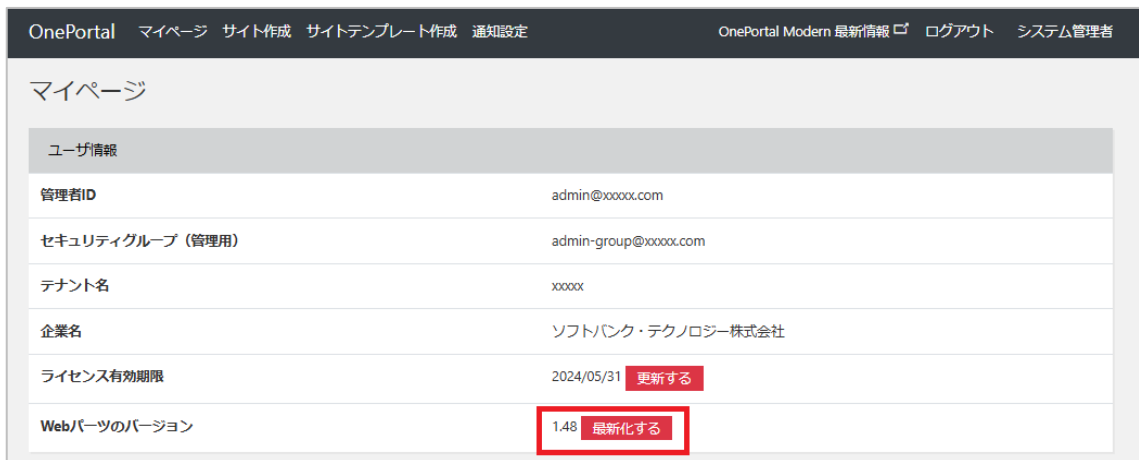 OnePortal マイページ サイト作成 サイトテンプレート作成 通知設定 OnePortal Modern 最新情報 ログアウト システム管理者
マイページ
ユーザ情報
管理者ID admin@xxxxx.com
セキュリティグループ（管理用） admin-group@xxxxx.com
テナント名 xxxxx
企業名 ソフトバンク・テクノロジー株式会社
ライセンス有効期限 2024/05/31 更新する
Webパーツのバージョン 1.48 最新化する